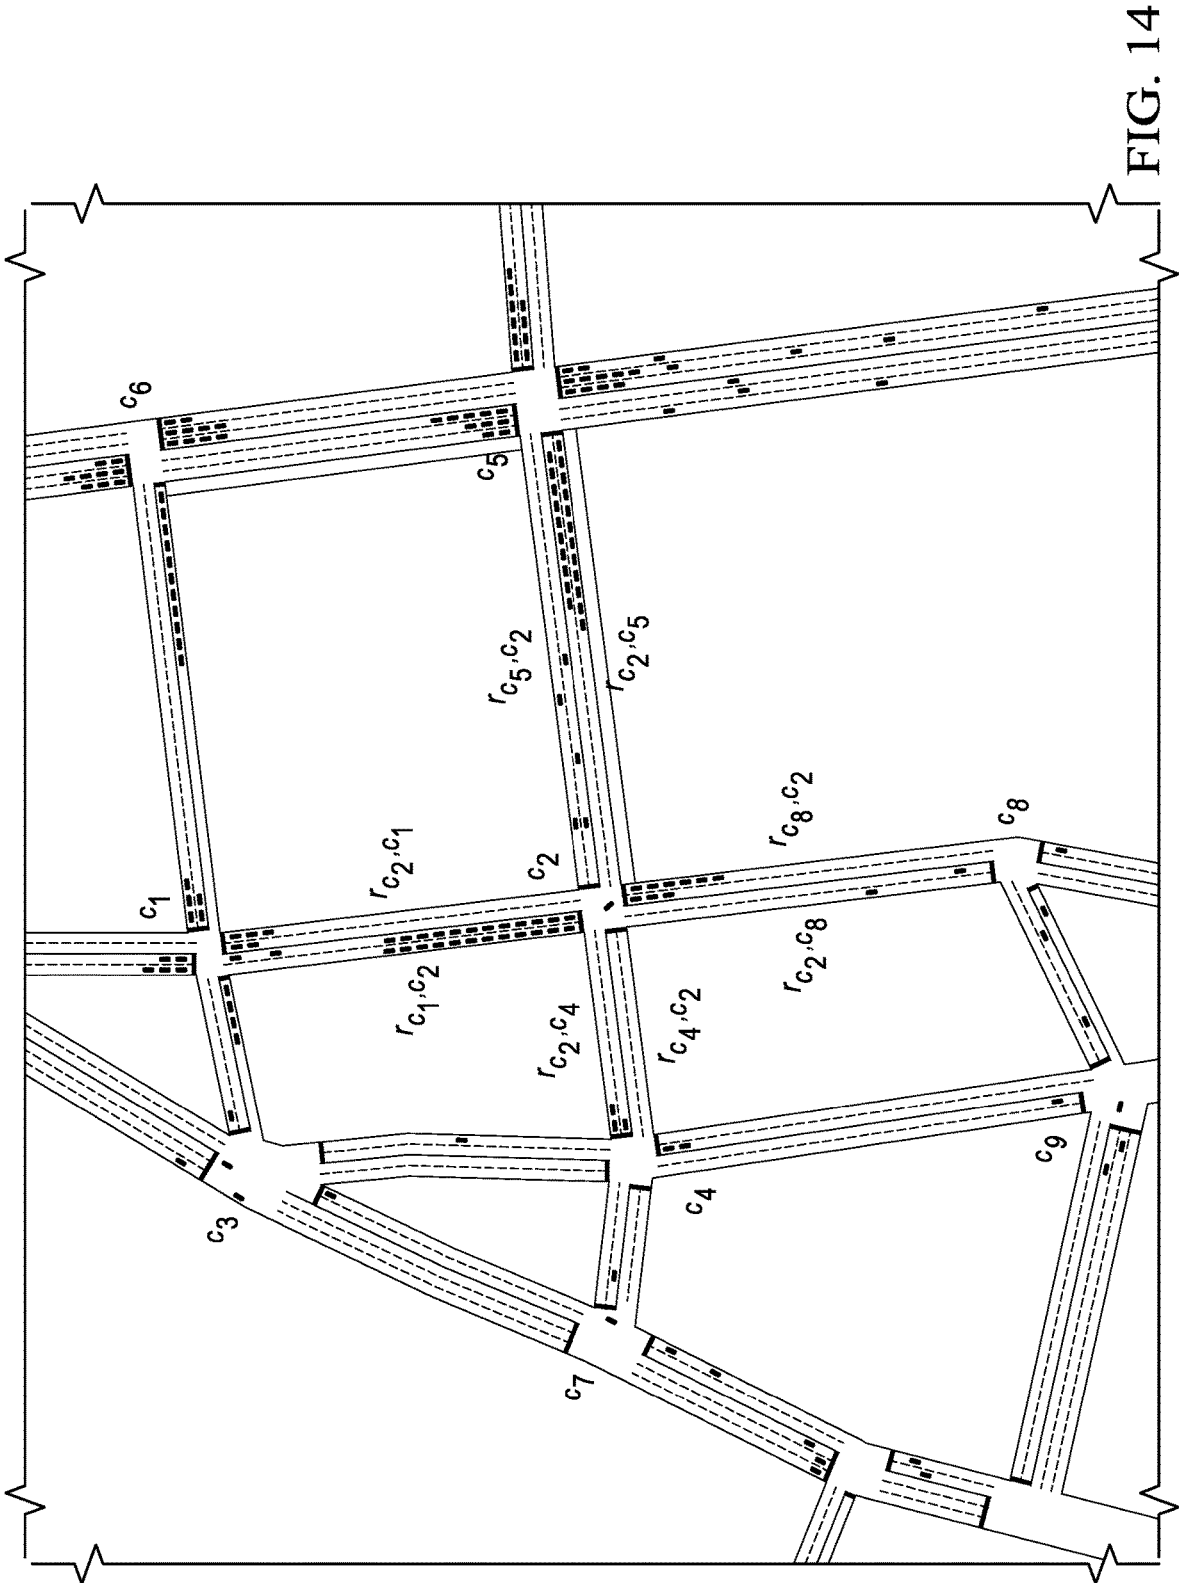 c6
c5
c1
rc5,c2
rc2,c5
rc2,c1
c2
rc8,c2
c8
rc1,c2
rc2,c4
rc4,c2
rc2,c8
c3
c4
c9
c7
FIG. 14